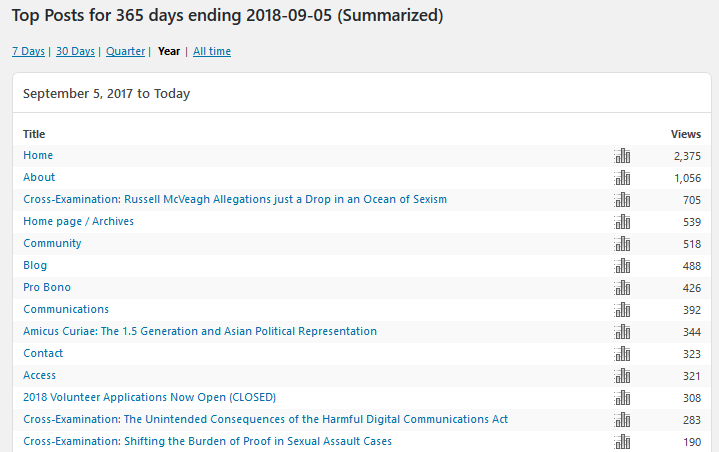 Top Posts for 365 days ending 2018-09-05 (Summarized)
7 Days | 30 Days | Quarter | Year | All time
September 5, 2017 to Today
Title Views
Home 2,375
About 1,056
Cross-Examination: Russell McVeagh Allegations just a Drop in an Ocean of Sexism 705
Home page / Archives 539
Community 518
Blog 488
Pro Bono 426
Communications 392
Amicus Curiae: The 1.5 Generation and Asian Political Representation 344
Contact 323
Access 321
2018 Volunteer Applications Now Open (CLOSED) 308
Cross-Examination: The Unintended Consequences of the Harmful Digital Communications Act 283
Cross-Examination: Shifting the Burden of Proof in Sexual Assault Cases 190